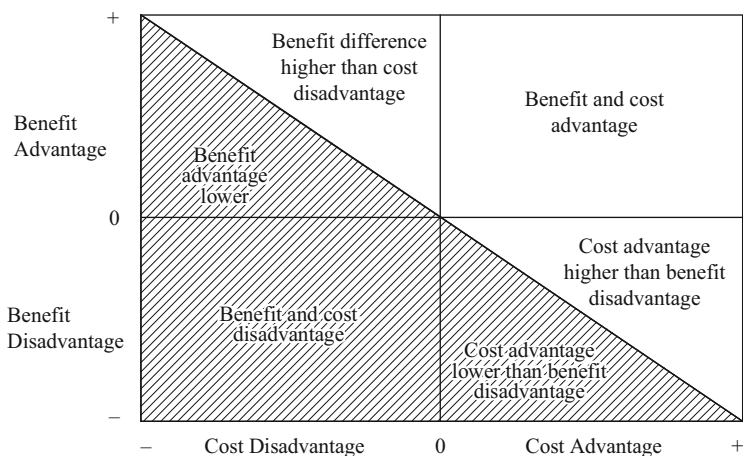 +
Benefit difference
higher than cost
disadvantage
Benefit and cost
advantage
Benefit
Advantage
Benefit
advantage
lower
0
Cost advantage
higher than benefit
disadvantage
Benefit
Disadvantage
Benefit and cost
disadvantage
Cost advantage
lower than benefit
disadvantage
–
– Cost Disadvantage 0 Cost Advantage +